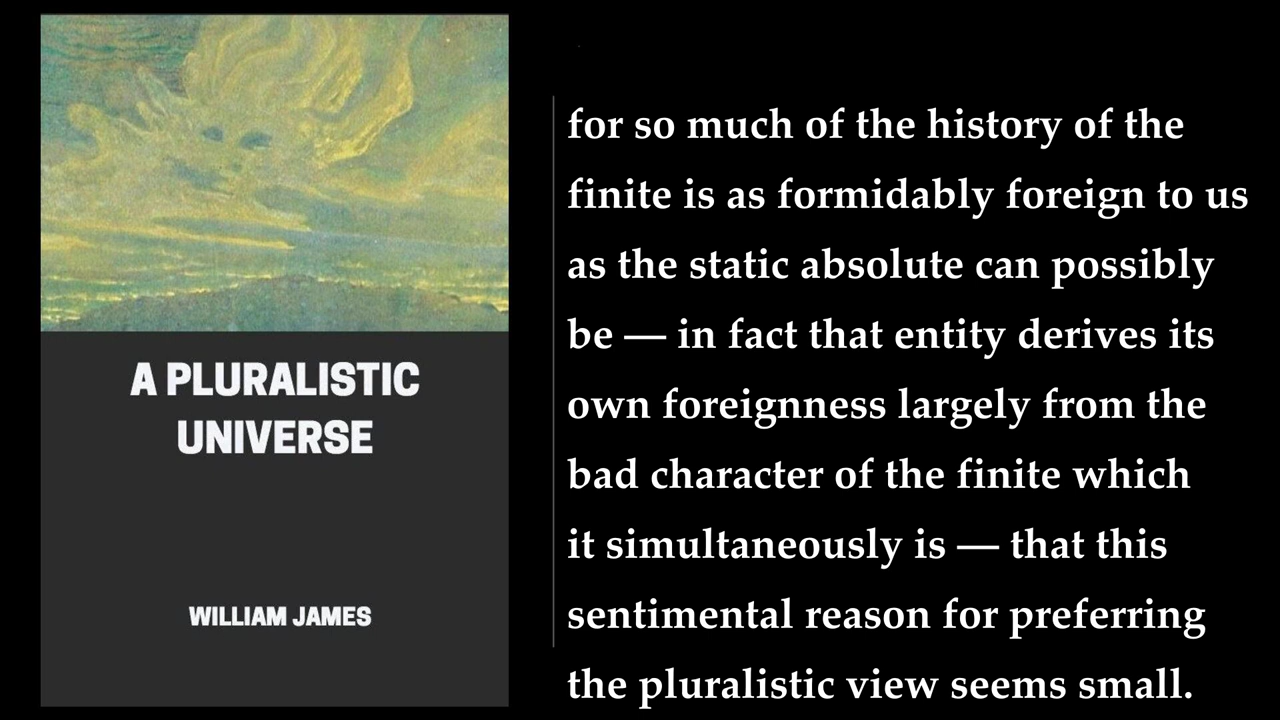 A PLURALISTIC
UNIVERSE
WILLIAM JAMES
for so much of the history of the
finite is as formidably foreign to us
as the static absolute can possibly
be — in fact that entity derives its
own foreignness largely from the
bad character of the finite which
it simultaneously is — that this
sentimental reason for preferring
the pluralistic view seems small.